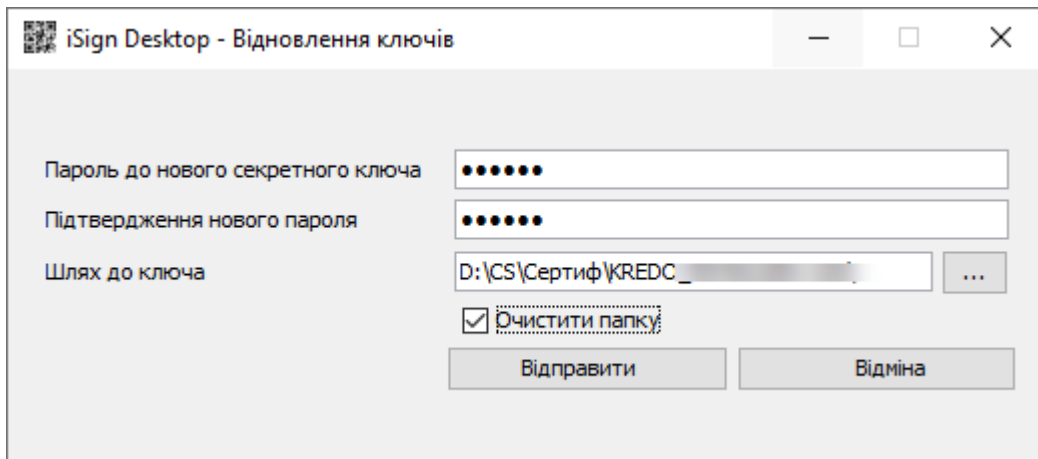 iSign Desktop - Відновлення ключів
Пароль до нового секретного ключа ••••••
Підтвердження нового пароля ••••••
Шлях до ключа D:\CS\Сертиф\KREDO_ ...
Очистити папку
Відправити Відміна